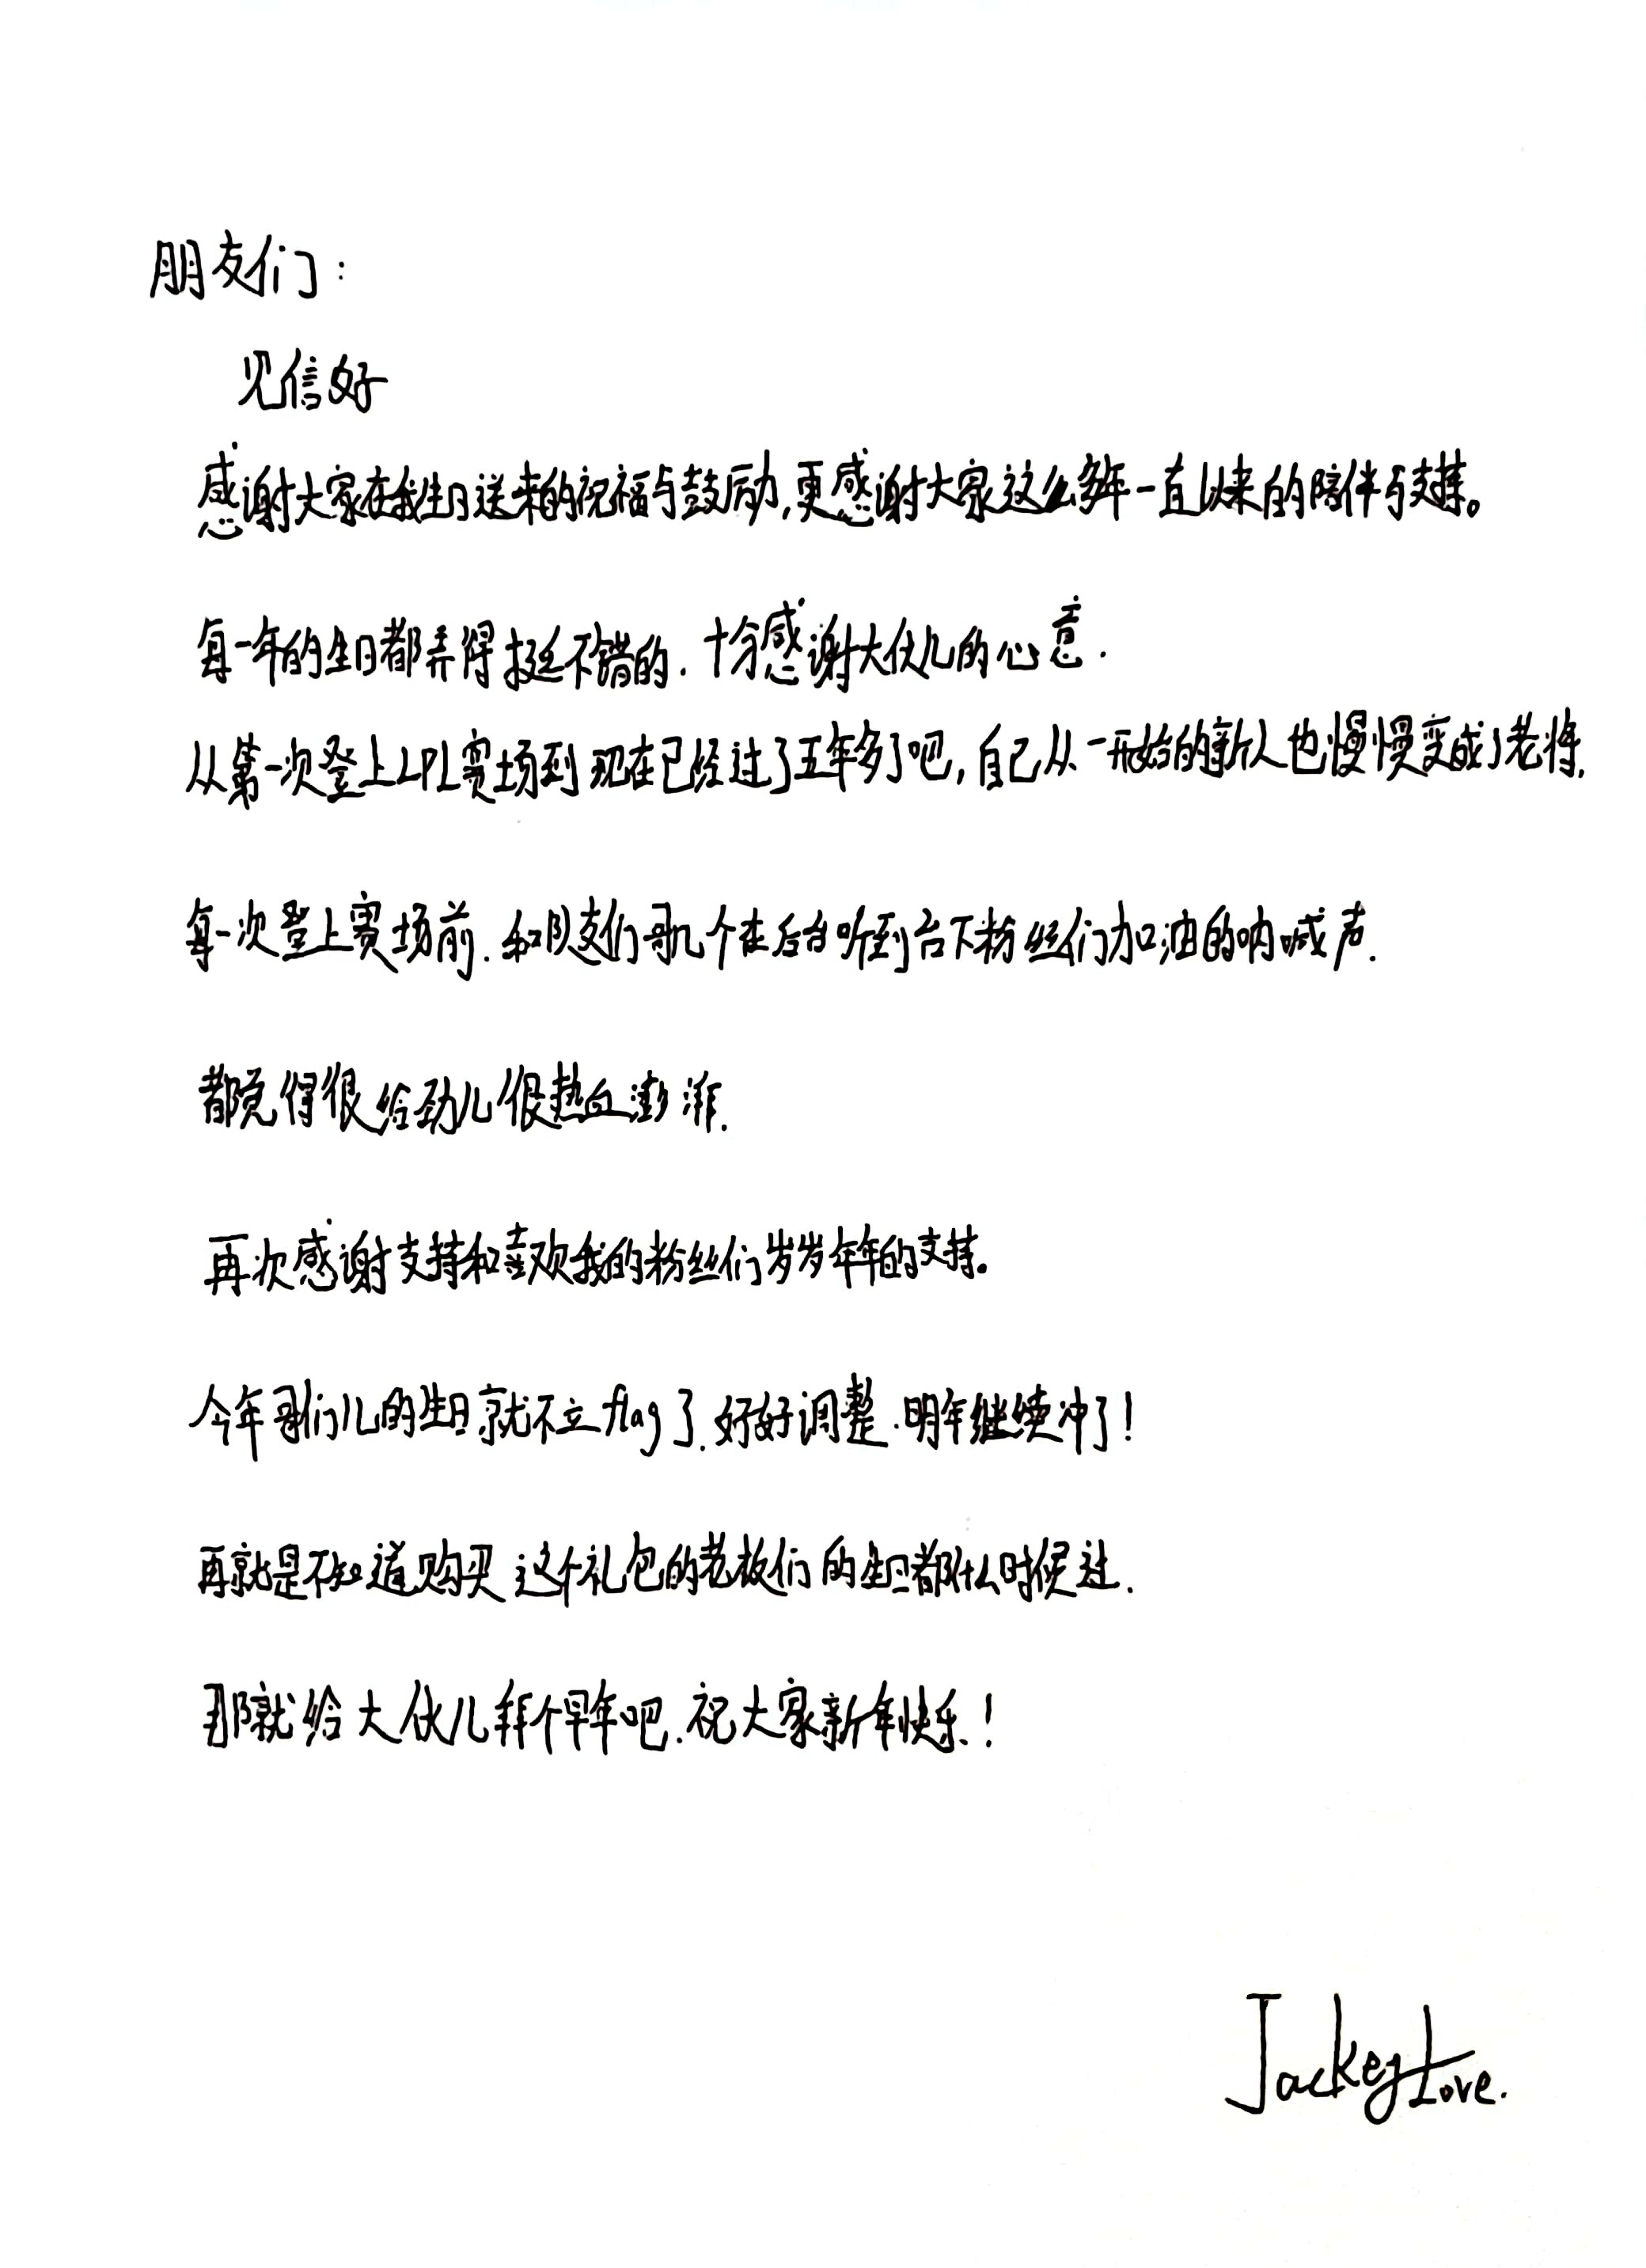 朋友们：
见信好
感谢大家在我生日送来的祝福与鼓励,更感谢大家这么多年一直以来的陪伴与支持。
每一年的生日都弄得挺不错的.十分感谢大伙儿的心意.
从第一次登上LPL赛场到现在已经过了五年多了吧,自己从一开始的新人也慢慢变成了老将,
每一次登上赛场前.和队友们哥几个在后台听到台下粉丝们加油的呐喊声.
都觉得很给劲儿很热血澎湃.
再次感谢支持和喜欢我的粉丝们岁岁年年的支持。
今年哥们儿的生日就不立flag了.好好调整.明年继续冲了!
再就是不知道购买这个礼包的老板们的生日都什么时候过.
那就给大伙儿拜个早年吧.祝大家新年快乐!
JackeyLove.